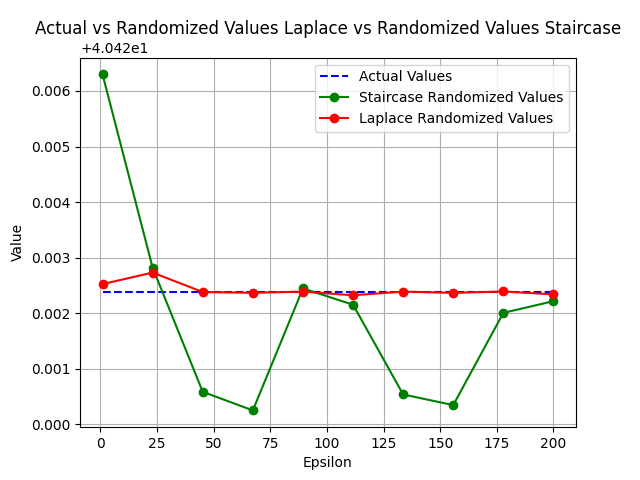 Actual vs Randomized Values Laplace vs Randomized Values Staircase
+4.042e1
Actual Values
Staircase Randomized Values
Laplace Randomized Values
0.006
0.005
0.004
0.003
0.002
0.001
0.000
Value
0 25 50 75 100 125 150 175 200
Epsilon